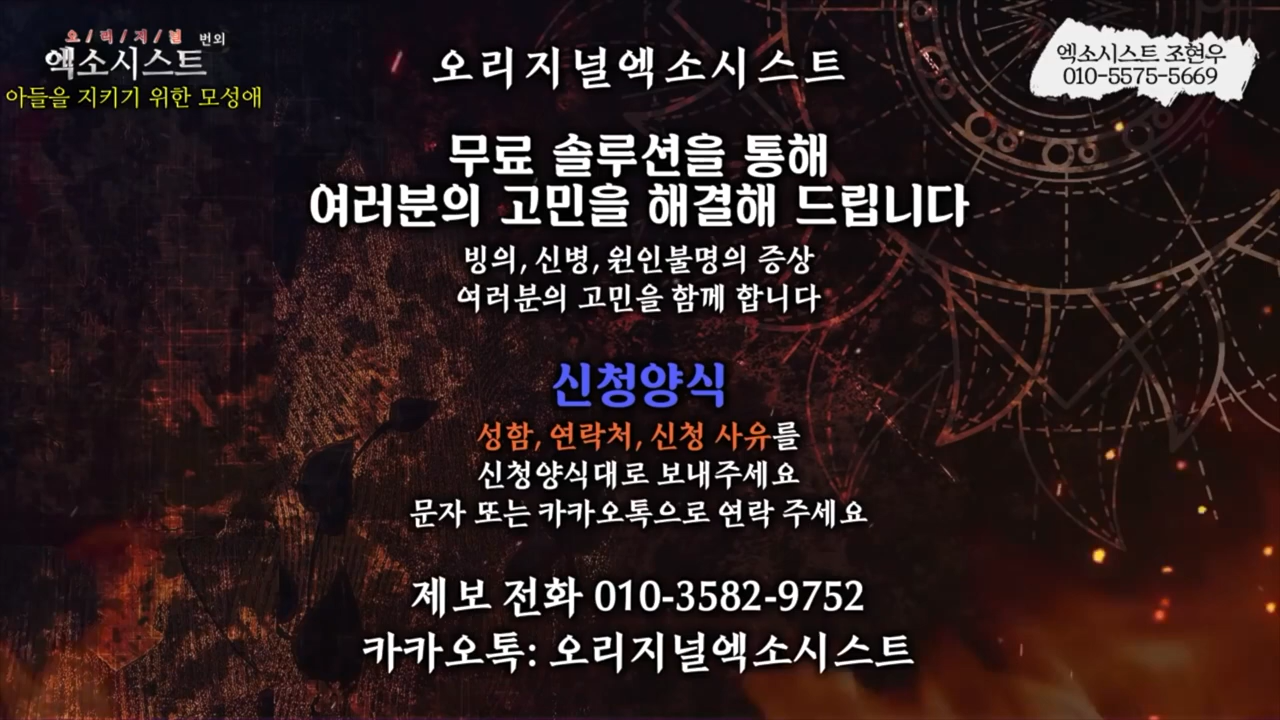 오/리/지/널 번외
엑소시스트
아들을 지키기 위한 모성애
엑소시스트 조현우
010-5575-5669
오리지널엑소시스트
무료 솔루션을 통해
여러분의 고민을 해결해 드립니다
빙의, 신병, 원인불명의 증상
여러분의 고민을 함께 합니다
신청양식
성함, 연락처, 신청 사유를
신청양식대로 보내주세요
문자 또는 카카오톡으로 연락 주세요
제보 전화 010-3582-9752
카카오톡: 오리지널엑소시스트